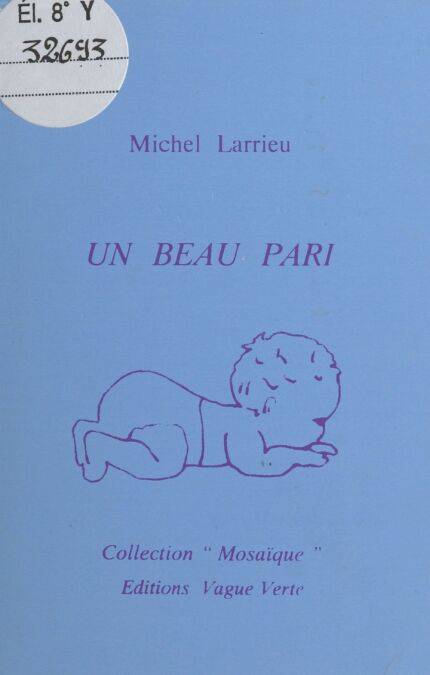 Él. 8° Y
32693
Michel Larrieu
UN BEAU PARI
Collection " Mosaïque "
Editions Vague Verte